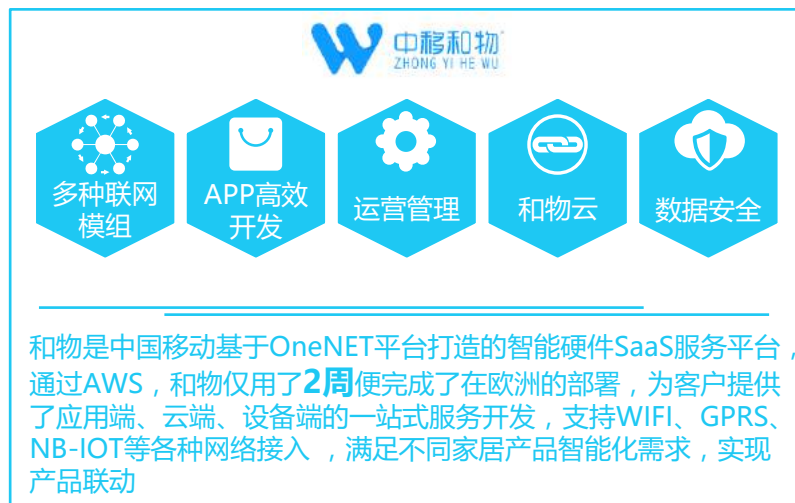 中移和物
ZHONG YI HE WU
多种联网
模组
APP高效
开发
运营管理
和物云
数据安全
和物是中国移动基于OneNET平台打造的智能硬件SaaS服务平台，
通过AWS，和物仅用了2周便完成了在欧洲的部署，为客户提供
了应用端、云端、设备端的一站式服务开发，支持WIFI、GPRS、
NB-IOT等各种网络接入 ，满足不同家居产品智能化需求，实现
产品联动